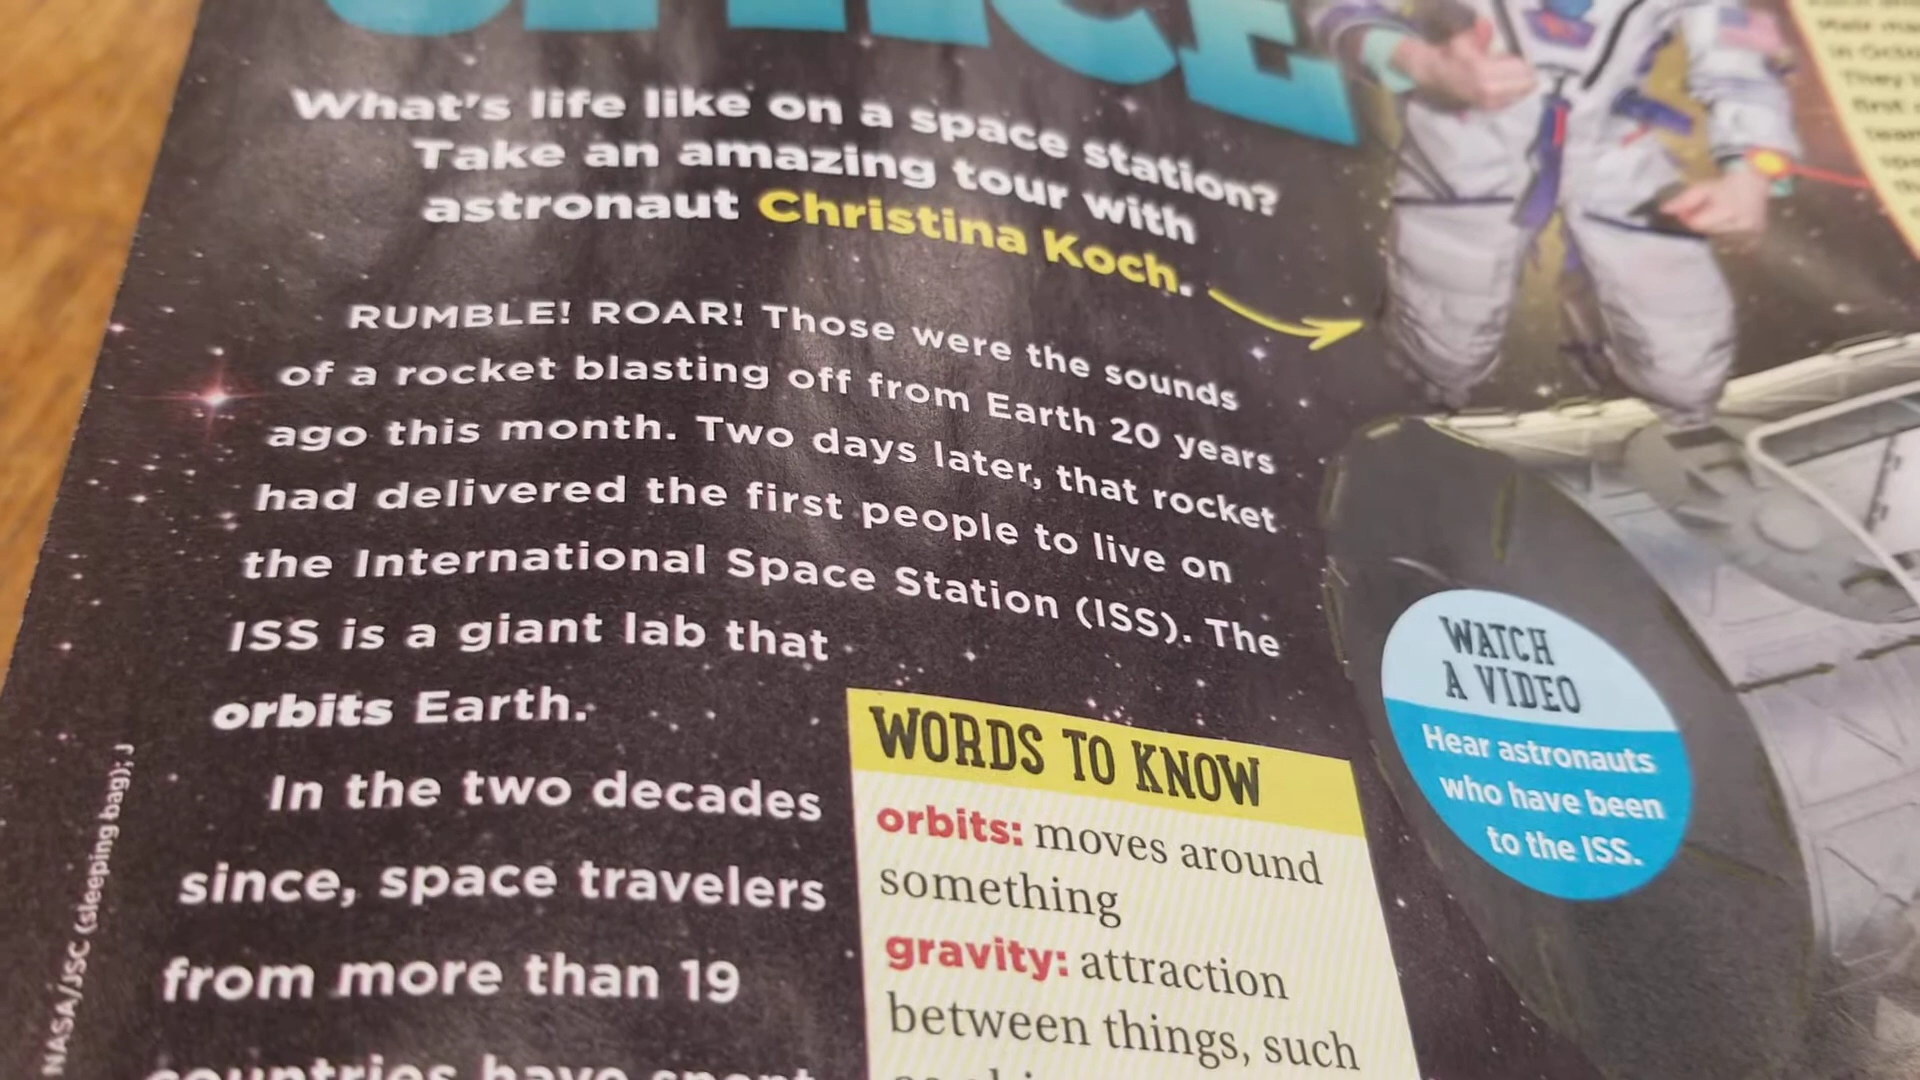 SPACE
What's life like on a space station?
Take an amazing tour with
astronaut Christina Koch.
RUMBLE! ROAR! Those were the sounds
of a rocket blasting off from Earth 20 years
ago this month. Two days later, that rocket
had delivered the first people to live on
the International Space Station (ISS). The
ISS is a giant lab that
orbits Earth.
In the two decades
since, space travelers
from more than 19
countries have spent
WORDS TO KNOW
orbits: moves around
something
gravity: attraction
between things, such
WATCH
A VIDEO
Hear astronauts
who have been
to the ISS.
NASA/JSC (sleeping bag); J